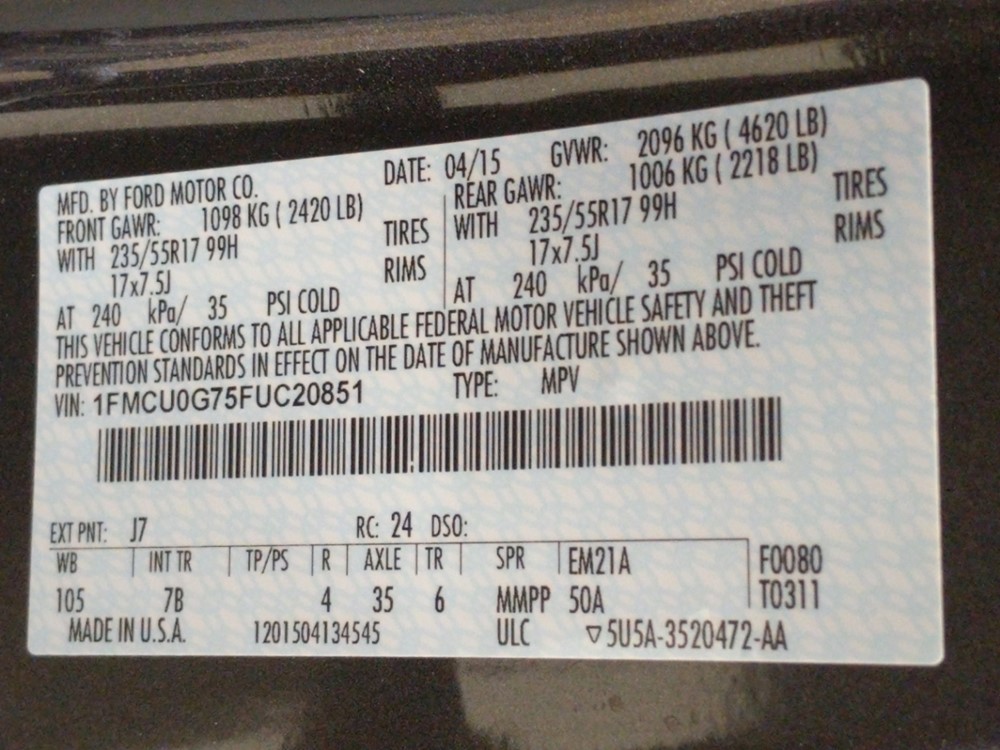 MFD. BY FORD MOTOR CO. DATE: 04/15 GVWR: 2096 KG ( 4620 LB)
FRONT GAWR: 1098 KG ( 2420 LB) REAR GAWR: 1006 KG ( 2218 LB)
WITH 235/55R17 99H TIRES WITH 235/55R17 99H TIRES
17x7.5J RIMS 17x7.5J RIMS
AT 240 kPa/ 35 PSI COLD AT 240 kPa/ 35 PSI COLD
THIS VEHICLE CONFORMS TO ALL APPLICABLE FEDERAL MOTOR VEHICLE SAFETY AND THEFT
PREVENTION STANDARDS IN EFFECT ON THE DATE OF MANUFACTURE SHOWN ABOVE.
VIN: 1FMCU0G75FUC20851 TYPE: MPV
EXT PNT: J7 RC: 24 DSO:
WB INT TR TP/PS R AXLE TR SPR EM21A F0080
105 7B 4 35 6 MMPP 50A T0311
MADE IN U.S.A. 1201504134545 ULC ▽5U5A-3520472-AA